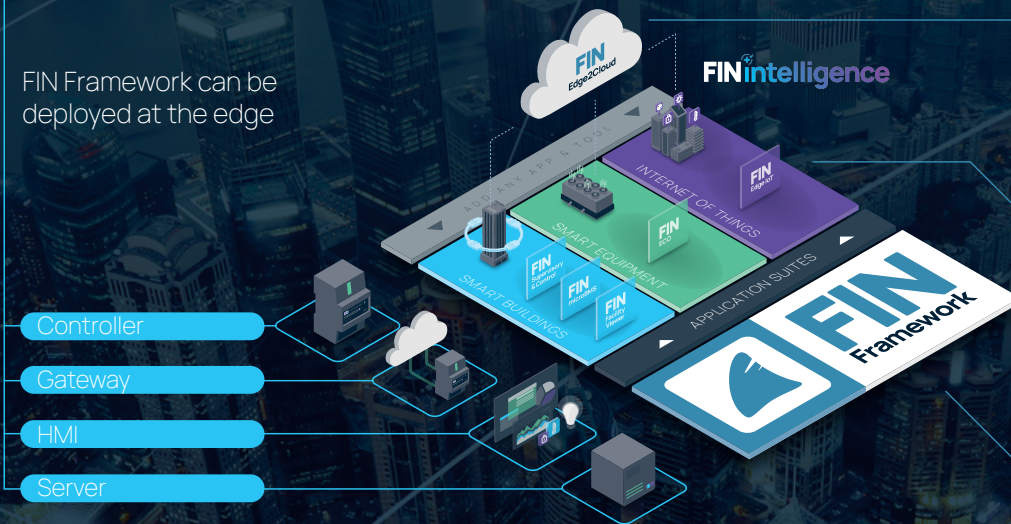 FIN Framework can be
deployed at the edge
FIN
Edge2Cloud
FINintelligence
ADD ANY APP & TOOL
INTERNET OF THINGS
FIN
Edge IoT
SMART EQUIPMENT
FIN
ECO
SMART BUILDINGS
FIN
Supervisory
& Control
FIN
microBMS
FIN
Facility
Viewer
APPLICATION SUITES
FIN
Framework
Controller
Gateway
HMI
Server